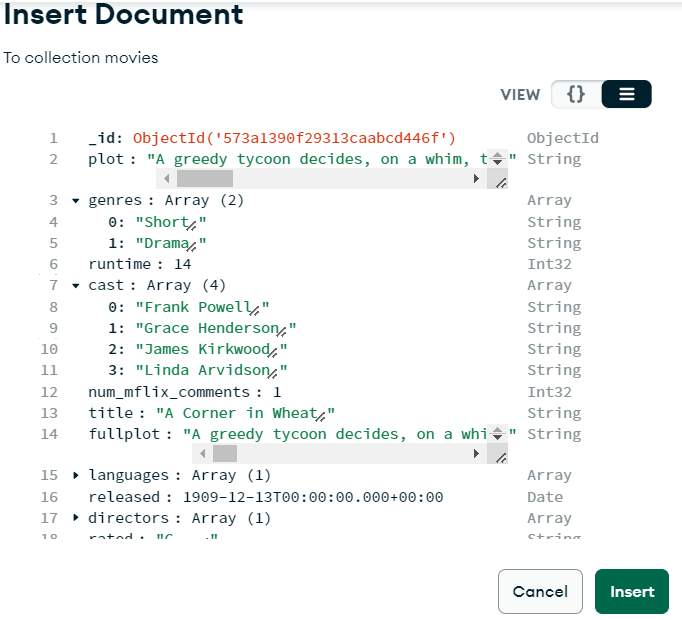 Insert Document
To collection movies
VIEW {}
1 _id: ObjectId('573a1390f29313caabcd446f') ObjectId
2 plot : "A greedy tycoon decides, on a whim, t " String
3 genres : Array (2) Array
4 0: "Short" String
5 1: "Drama" String
6 runtime : 14 Int32
7 cast : Array (4) Array
8 0: "Frank Powell" String
9 1: "Grace Henderson" String
10 2: "James Kirkwood" String
11 3: "Linda Arvidson" String
12 num_mflix_comments : 1 Int32
13 title : "A Corner in Wheat" String
14 fullplot : "A greedy tycoon decides, on a whi " String
15 languages : Array (1) Array
16 released : 1909-12-13T00:00:00.000+00:00 Date
17 directors : Array (1) Array
18 rated : "G " String
Cancel Insert